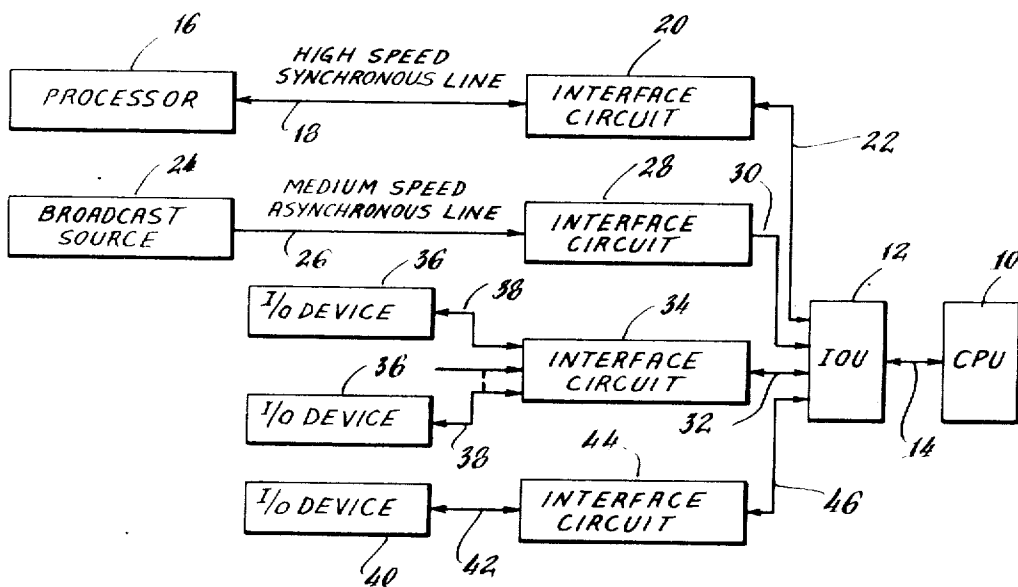 16
HIGH SPEED
SYNCHRONOUS LINE
20
PROCESSOR
INTERFACE
CIRCUIT
18
22
24
MEDIUM SPEED
ASYNCHRONOUS LINE
28
30
BROADCAST
SOURCE
INTERFACE
CIRCUIT
26
36
12
10
I/O DEVICE
38
34
IOU
CPU
INTERFACE
CIRCUIT
36
32
14
I/O DEVICE
38
44
46
I/O DEVICE
INTERFACE
CIRCUIT
40
42